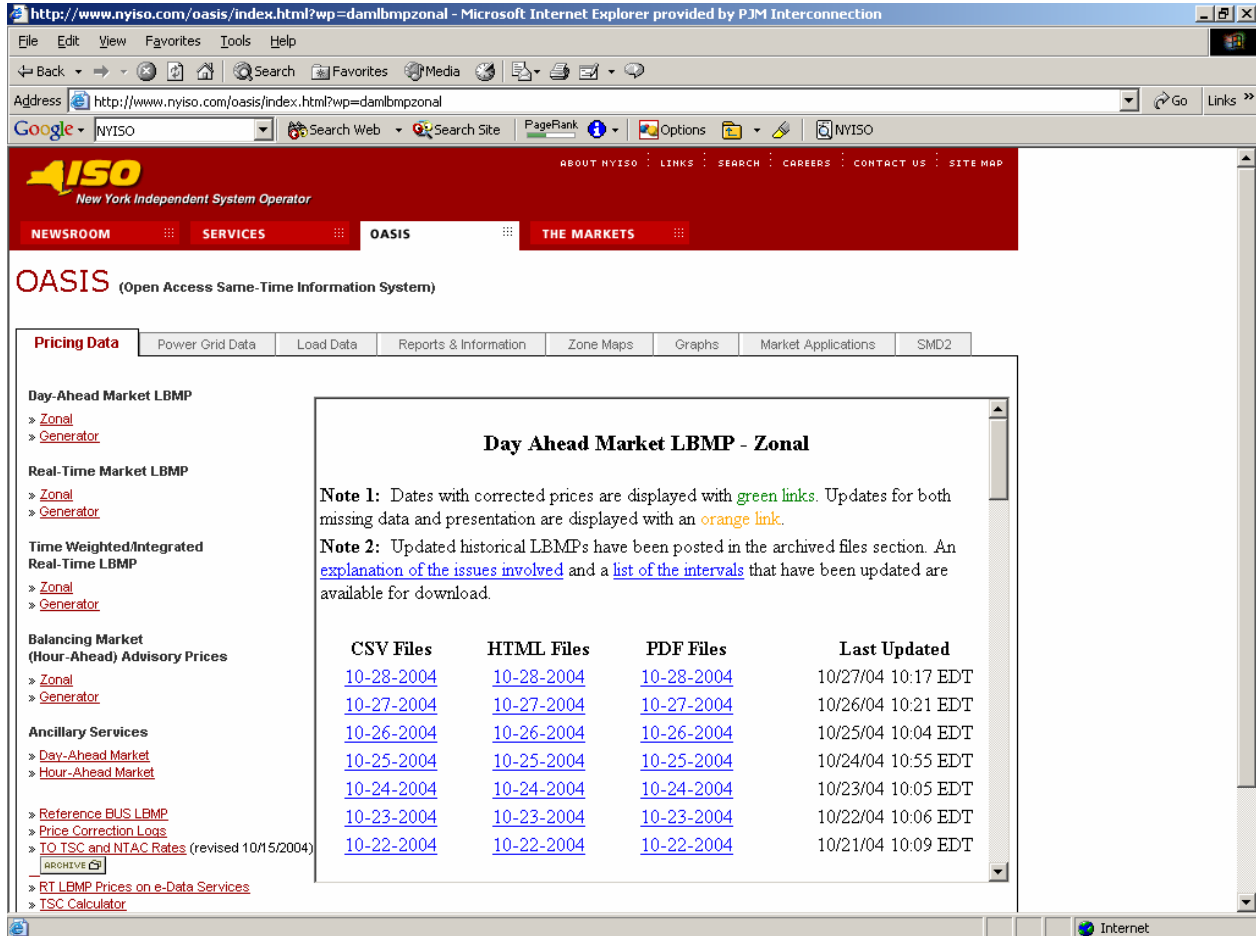 http://www.nyiso.com/oasis/index.html?wp=damlbmpzonal - Microsoft Internet Explorer provided by PJM Interconnection
File Edit View Favorites Tools Help
Back Search Favorites Media
Address http://www.nyiso.com/oasis/index.html?wp=damlbmpzonal Go Links »
Google NYISO Search Web Search Site PageRank Options NYISO
ABOUT NYISO LINKS SEARCH CAREERS CONTACT US SITE MAP
ISO
New York Independent System Operator
NEWSROOM SERVICES OASIS THE MARKETS
OASIS (Open Access Same-Time Information System)
Pricing Data Power Grid Data Load Data Reports & Information Zone Maps Graphs Market Applications SMD2
Day-Ahead Market LBMP
» Zonal
» Generator
Real-Time Market LBMP
» Zonal
» Generator
Time Weighted/Integrated
Real-Time LBMP
» Zonal
» Generator
Balancing Market
(Hour-Ahead) Advisory Prices
» Zonal
» Generator
Ancillary Services
» Day-Ahead Market
» Hour-Ahead Market
» Reference BUS LBMP
» Price Correction Logs
» TO TSC and NTAC Rates (revised 10/15/2004)
ARCHIVE
» RT LBMP Prices on e-Data Services
» TSC Calculator
Day Ahead Market LBMP - Zonal
Note 1: Dates with corrected prices are displayed with green links. Updates for both
missing data and presentation are displayed with an orange link.
Note 2: Updated historical LBMPs have been posted in the archived files section. An
explanation of the issues involved and a list of the intervals that have been updated are
available for download.
CSV Files HTML Files PDF Files Last Updated
10-28-2004 10-28-2004 10-28-2004 10/27/04 10:17 EDT
10-27-2004 10-27-2004 10-27-2004 10/26/04 10:21 EDT
10-26-2004 10-26-2004 10-26-2004 10/25/04 10:04 EDT
10-25-2004 10-25-2004 10-25-2004 10/24/04 10:55 EDT
10-24-2004 10-24-2004 10-24-2004 10/23/04 10:05 EDT
10-23-2004 10-23-2004 10-23-2004 10/22/04 10:06 EDT
10-22-2004 10-22-2004 10-22-2004 10/21/04 10:09 EDT
Internet